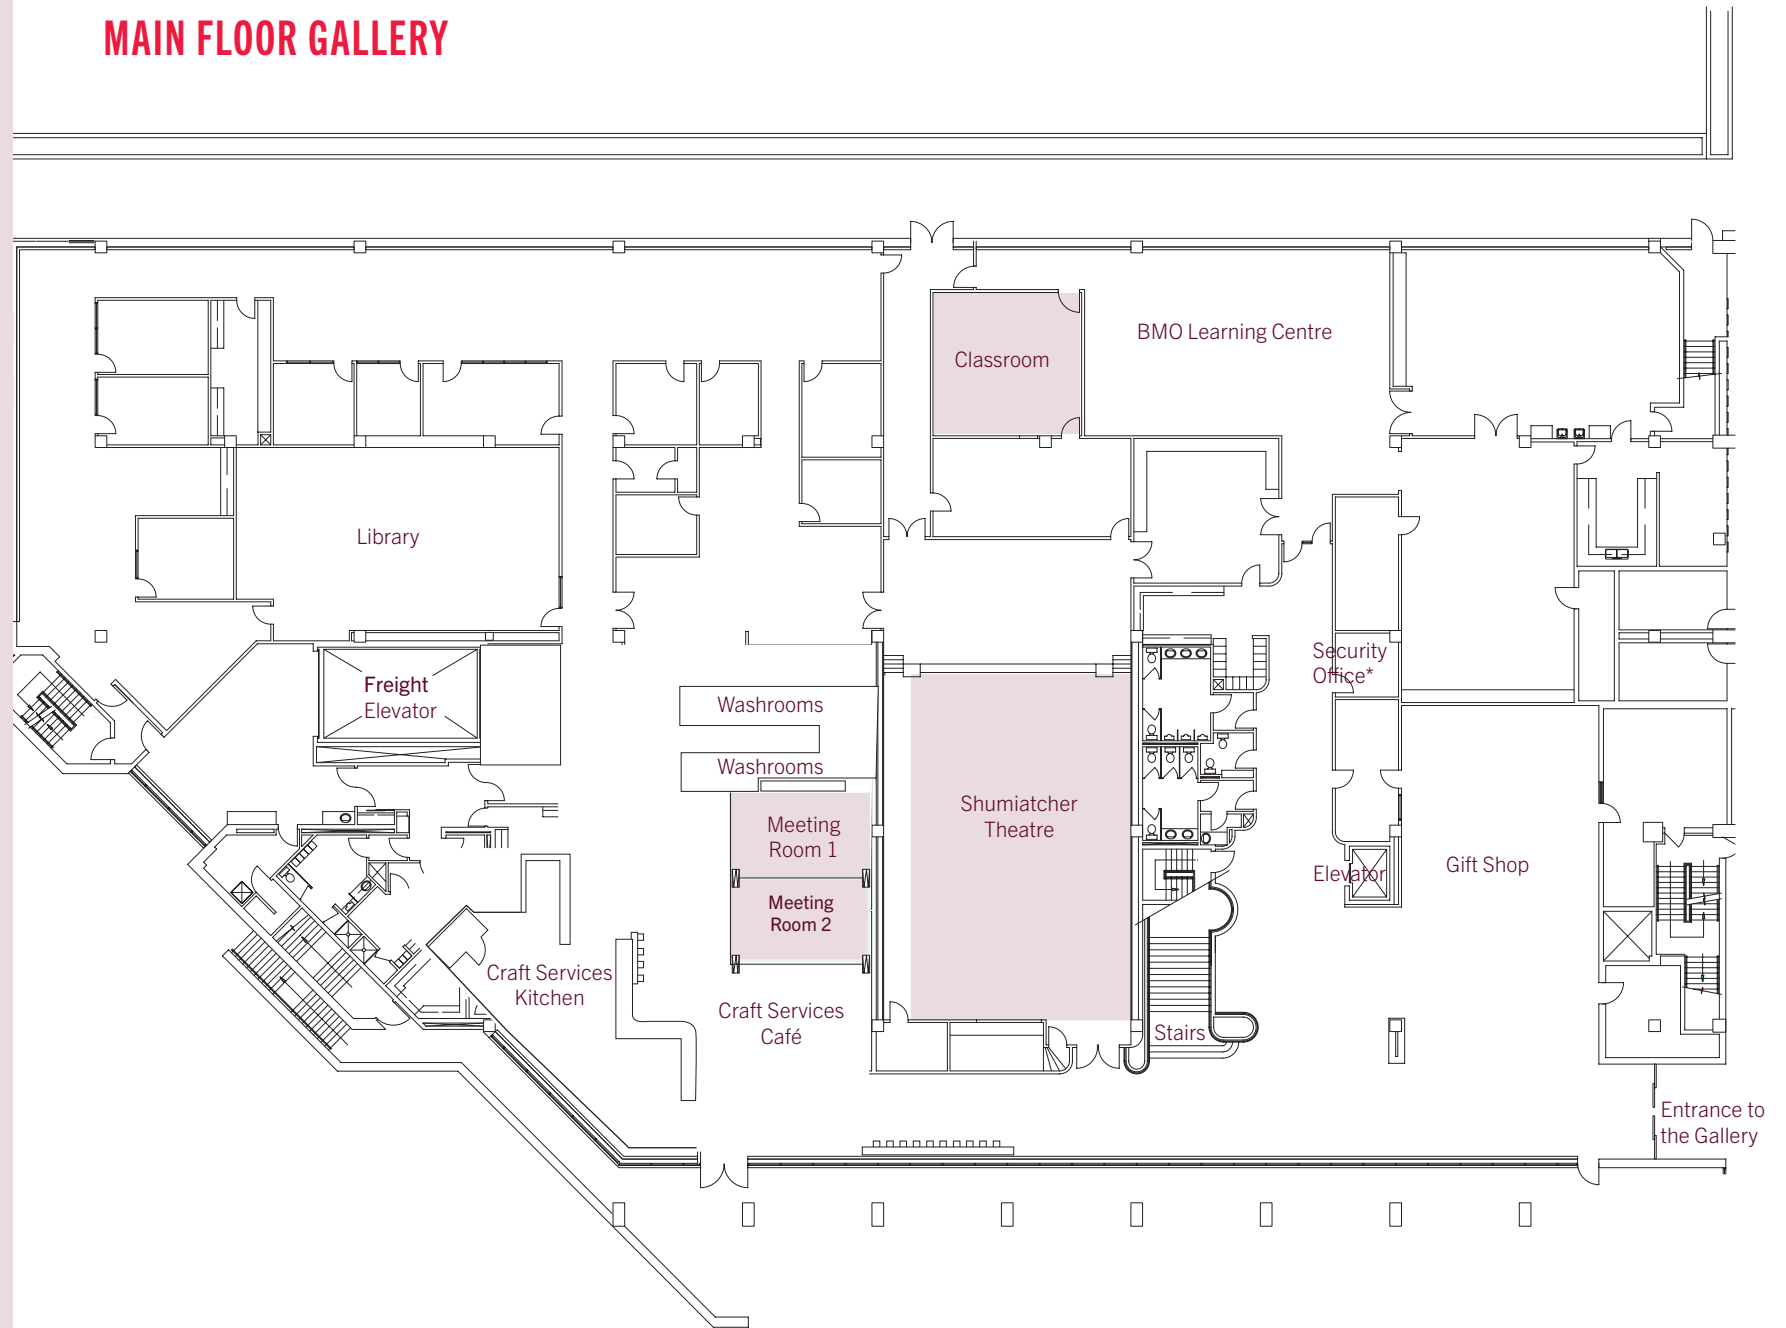 MAIN FLOOR GALLERY
BMO Learning Centre
Classroom
Library
Security
Office*
Freight
Elevator
Washrooms
Washrooms
Shumiatcher
Theatre
Meeting
Room 1
Elevator
Gift Shop
Meeting
Room 2
Craft Services
Kitchen
Craft Services
Café
Stairs
Entrance to
the Gallery